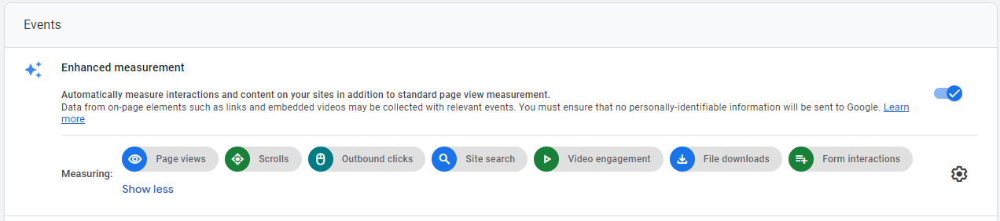 Events
Enhanced measurement
Automatically measure interactions and content on your sites in addition to standard page view measurement.
Data from on-page elements such as links and embedded videos may be collected with relevant events. You must ensure that no personally-identifiable information will be sent to Google. Learn
more
Measuring: Page views Scrolls Outbound clicks Site search Video engagement File downloads Form interactions
Show less